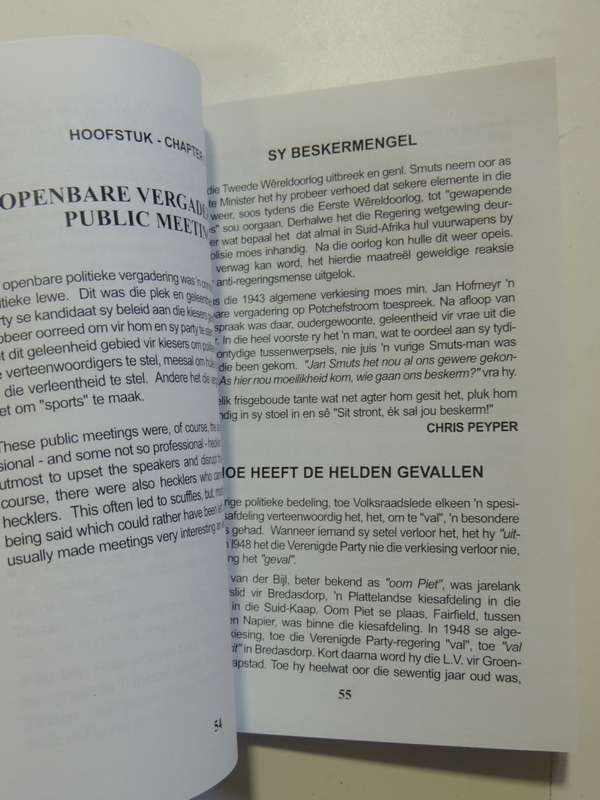 HOOFSTUK - CHAPTER
OPENBARE VERGAD
PUBLIC MEETIN
openbare politieke vergadering was 'n
litieke lewe. Dit was die plek en geleenthe
rty se kandidaat sy beleid aan die kiesers
obeer oorreed om vir hom en sy party te
t dit geleenheid gebied vir kiesers om
e verteenwoordigers te stel, meesal om
die verleentheid te stel. Andere het die
et om "sports" te maak.
These public meetings were, of course, the
sional - and some not so professional - heckle
utmost to upset the speakers and disrupt
course, there were also hecklers who
hecklers. This often led to scuffles, but,
being said which could rather have been
usually made meetings very interesting
54
SY BESKERMENGEL
die Tweede Wêreldoorlog uitbreek en genl. Smuts neem oor as
te Minister het hy probeer verhoed dat sekere elemente in die
weer, soos tydens die Eerste Wêreldoorlog, tot "gewapende
is" sou oorgaan. Derhalwe het die Regering wetgewing deur-
er wat bepaal het dat almal in Suid-Afrika hul vuurwapens by
olisie moes inhandig. Na die oorlog kon hulle dit weer opeis.
verwag kan word, het hierdie maatreël geweldige reaksie
anti-regeringsmense uitgelok.
is die 1943 algemene verkiesing moes min. Jan Hofmeyr 'n
bare vergadering op Potchefstroom toespreek. Na afloop van
spraak was daar, oudergewoonte, geleentheid vir vrae uit die
r. In die heel voorste ry het 'n man, wat te oordeel aan sy tydi-
ontydige tussenwerpsels, nie juis 'n vurige Smuts-man was
die been gekom. "Jan Smuts het nou al ons gewere gekon-
As hier nou moeilikheid kom, wie gaan ons beskerm?" vra hy.
elik frisgeboude tante wat net agter hom gesit het, pluk hom
ndig in sy stoel in en sê "Sit stront, ék sal jou beskerm!"
CHRIS PEYPER
HOE HEEFT DE HELDEN GEVALLEN
rige politieke bedeling, toe Volksraadslede elkeen 'n spesi-
esafdeling verteenwoordig het, het, om te "val", 'n besondere
s gehad. Wanneer iemand sy setel verloor het, het hy "uit-
n 1948 het die Verenigde Party nie die verkiesing verloor nie,
ng het "geval".
van der Bijl, beter bekend as "oom Piet", was jarelank
slid vir Bredasdorp, 'n Plattelandse kiesafdeling in die
in die Suid-Kaap. Oom Piet se plaas, Fairfield, tussen
en Napier, was binne die kiesafdeling. In 1948 se alge-
kiesing, toe die Verenigde Party-regering "val", toe "val
it" in Bredasdorp. Kort daarna word hy die L.V. vir Groen-
apstad. Toe hy heelwat oor die sewentig jaar oud was,
55